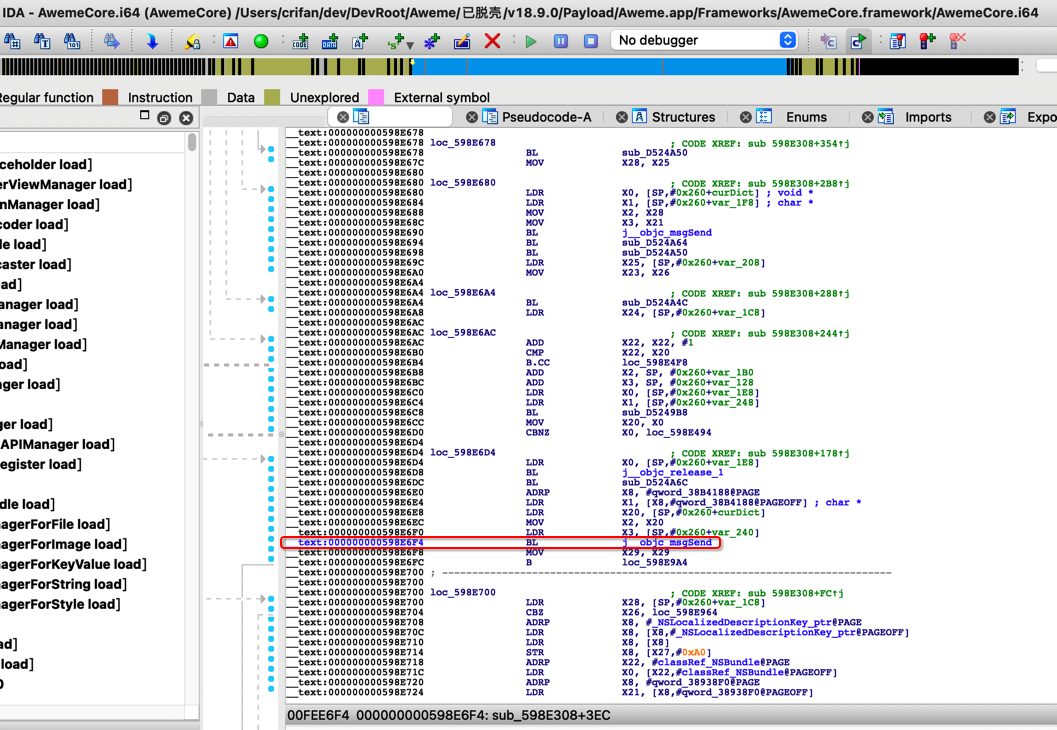 IDA - AwemeCore.i64 (AwemeCore) /Users/crifan/dev/DevRoot/Aweme/已脱壳/v18.9.0/Payload/Aweme.app/Frameworks/AwemeCore.framework/AwemeCore.i64
No debugger
Regular function Instruction Data Unexplored External symbol
Pseudocode-A Structures Enums Imports Expo
ceholder load]
erViewManager load]
nManager load]
coder load]
le load]
caster load]
oad]
anager load]
anager load]
Manager load]
oad]
ager load]
ger load]
APIManager load]
egister load]
dle load]
nagerForFile load]
nagerForImage load]
nagerForKeyValue load]
nagerForString load]
nagerForStyle load]
ad]
load]
__text:000000000598E678
__text:000000000598E678 loc_598E678 ; CODE XREF: sub_598E308+354↑j
__text:000000000598E678 BL sub_D524A50
__text:000000000598E67C MOV X28, X25
__text:000000000598E680
__text:000000000598E680 loc_598E680 ; CODE XREF: sub_598E308+2B8↑j
__text:000000000598E680 LDR X0, [SP,#0x260+curDict] ; void *
__text:000000000598E684 LDR X1, [SP,#0x260+var_1F8] ; char *
__text:000000000598E688 MOV X2, X28
__text:000000000598E68C MOV X3, X21
__text:000000000598E690 BL j__objc_msgSend
__text:000000000598E694 BL sub_D524A64
__text:000000000598E698 BL sub_D524A50
__text:000000000598E69C LDR X25, [SP,#0x260+var_208]
__text:000000000598E6A0 MOV X23, X26
__text:000000000598E6A4
__text:000000000598E6A4 loc_598E6A4 ; CODE XREF: sub_598E308+288↑j
__text:000000000598E6A4 BL sub_D524A4C
__text:000000000598E6A8 LDR X24, [SP,#0x260+var_1C8]
__text:000000000598E6AC
__text:000000000598E6AC loc_598E6AC ; CODE XREF: sub_598E308+244↑j
__text:000000000598E6AC ADD X22, X22, #1
__text:000000000598E6B0 CMP X22, X20
__text:000000000598E6B4 B.CC loc_598E4F8
__text:000000000598E6B8 ADD X2, SP, #0x260+var_1B0
__text:000000000598E6BC ADD X3, SP, #0x260+var_128
__text:000000000598E6C0 LDR X0, [SP,#0x260+var_1E8]
__text:000000000598E6C4 LDR X1, [SP,#0x260+var_248]
__text:000000000598E6C8 BL sub_D5249B8
__text:000000000598E6CC MOV X20, X0
__text:000000000598E6D0 CBNZ X0, loc_598E494
__text:000000000598E6D4
__text:000000000598E6D4 loc_598E6D4 ; CODE XREF: sub_598E308+178↑j
__text:000000000598E6D4 LDR X0, [SP,#0x260+var_1E8]
__text:000000000598E6D8 BL j__objc_release_1
__text:000000000598E6DC BL sub_D524A6C
__text:000000000598E6E0 ADRP X8, #qword_38B4188@PAGE
__text:000000000598E6E4 LDR X1, [X8,#qword_38B4188@PAGEOFF] ; char *
__text:000000000598E6E8 LDR X20, [SP,#0x260+curDict]
__text:000000000598E6EC MOV X2, X20
__text:000000000598E6F0 LDR X3, [SP,#0x260+var_240]
__text:000000000598E6F4 BL j__objc_msgSend
__text:000000000598E6F8 MOV X29, X29
__text:000000000598E6FC B loc_598E9A4
__text:000000000598E700 ; ---------------------------------------------------------------------------
__text:000000000598E700
__text:000000000598E700 loc_598E700 ; CODE XREF: sub_598E308+FC↑j
__text:000000000598E700 LDR X28, [SP,#0x260+var_1C8]
__text:000000000598E704 CBZ X26, loc_598E964
__text:000000000598E708 ADRP X8, #_NSLocalizedDescriptionKey_ptr@PAGE
__text:000000000598E70C LDR X8, [X8,#_NSLocalizedDescriptionKey_ptr@PAGEOFF]
__text:000000000598E710 LDR X8, [X8]
__text:000000000598E714 STR X8, [X27,#0xA0]
__text:000000000598E718 ADRP X22, #classRef_NSBundle@PAGE
__text:000000000598E71C LDR X0, [X22,#classRef_NSBundle@PAGEOFF]
__text:000000000598E720 ADRP X8, #qword_38938F0@PAGE
__text:000000000598E724 LDR X21, [X8,#qword_38938F0@PAGEOFF]
00FEE6F4 000000000598E6F4: sub_598E308+3EC